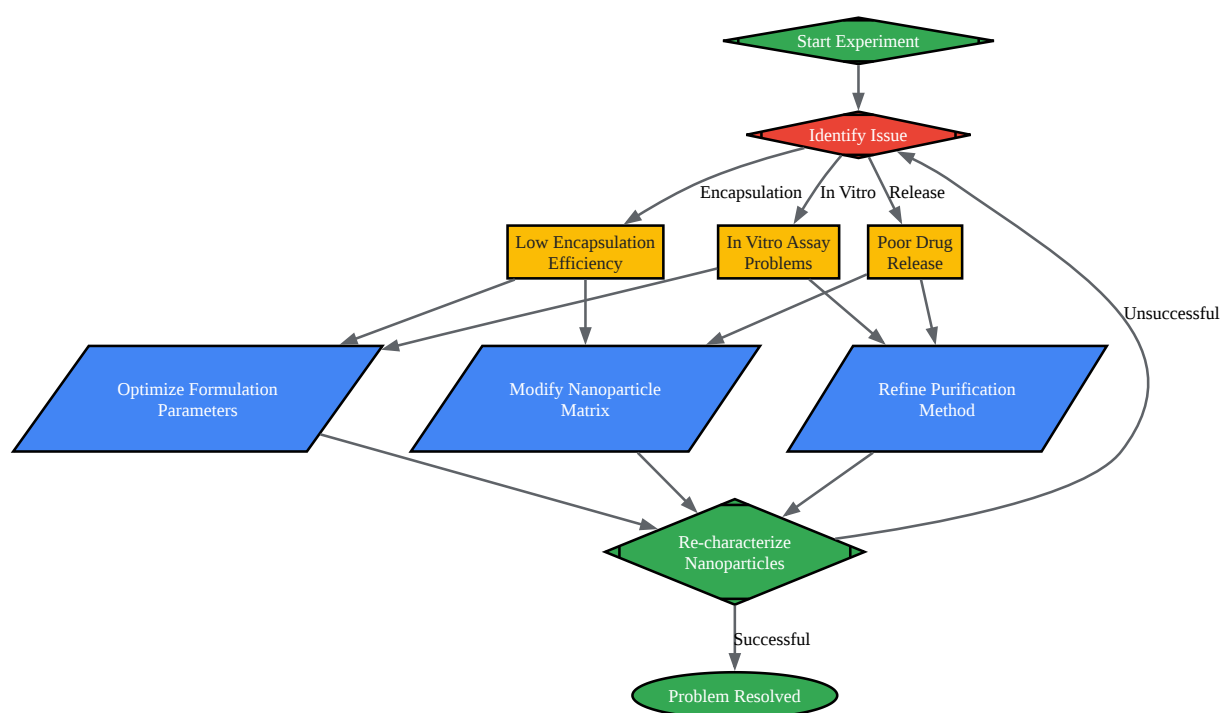 Start Experiment
Identify Issue
Encapsulation
In Vitro
Release
Low Encapsulation
Efficiency
In Vitro Assay
Problems
Poor Drug
Release
Unsuccessful
Optimize Formulation
Parameters
Modify Nanoparticle
Matrix
Refine Purification
Method
Re-characterize
Nanoparticles
Successful
Problem Resolved